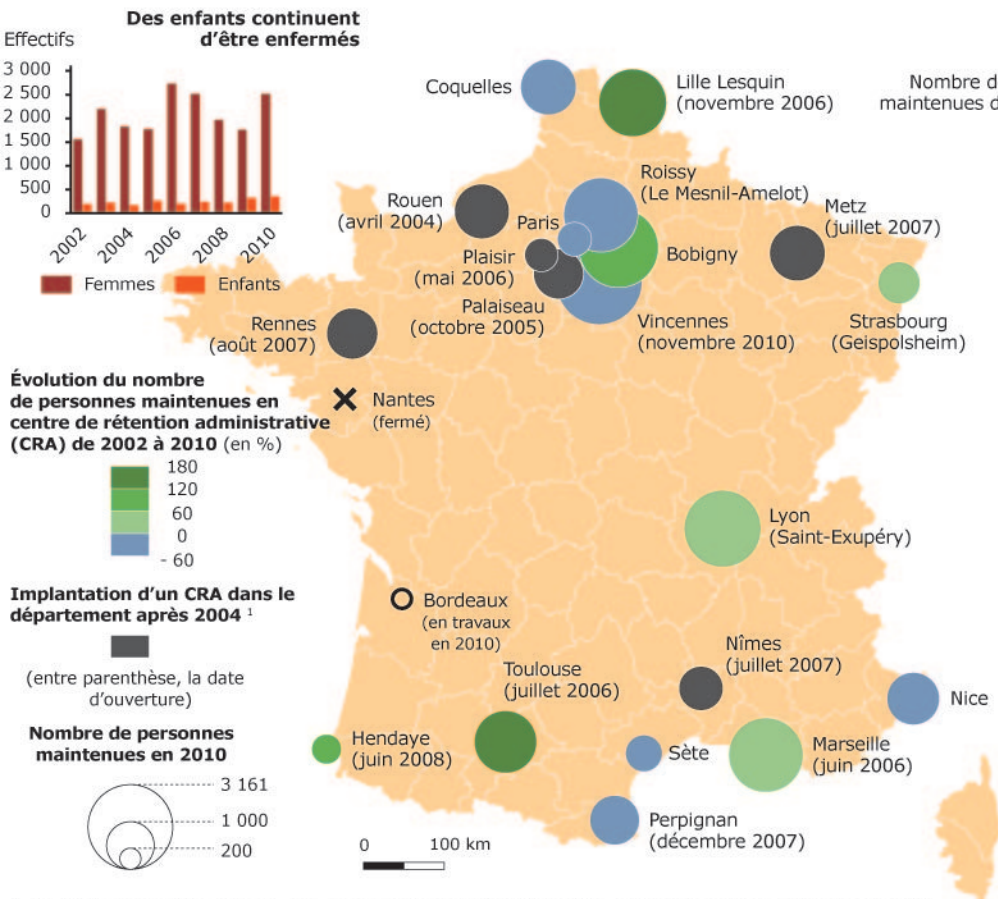 Des enfants continuent
d'être enfermés
Effectifs
3 000
2 500
2 000
1 500
1 000
500
0
2002
2004
2006
2008
2010
Femmes
Enfants
Évolution du nombre
de personnes maintenues en
centre de rétention administrative
(CRA) de 2002 à 2010 (en %)
180
120
60
0
- 60
Implantation d'un CRA dans le
département après 2004 ¹
(entre parenthèse, la date
d'ouverture)
Nombre de personnes
maintenues en 2010
3 161
1 000
200
Coquelles
Lille Lesquin
(novembre 2006)
Nombre d
maintenues d
Rouen
(avril 2004)
Paris
Roissy
(Le Mesnil-Amelot)
Metz
(juillet 2007)
Plaisir
(mai 2006)
Bobigny
Palaiseau
(octobre 2005)
Vincennes
(novembre 2010)
Strasbourg
(Geispolsheim)
Rennes
(août 2007)
Nantes
(fermé)
Lyon
(Saint-Exupéry)
Bordeaux
(en travaux
en 2010)
Toulouse
(juillet 2006)
Nîmes
(juillet 2007)
Nice
Hendaye
(juin 2008)
Sète
Marseille
(juin 2006)
Perpignan
(décembre 2007)
0
100 km